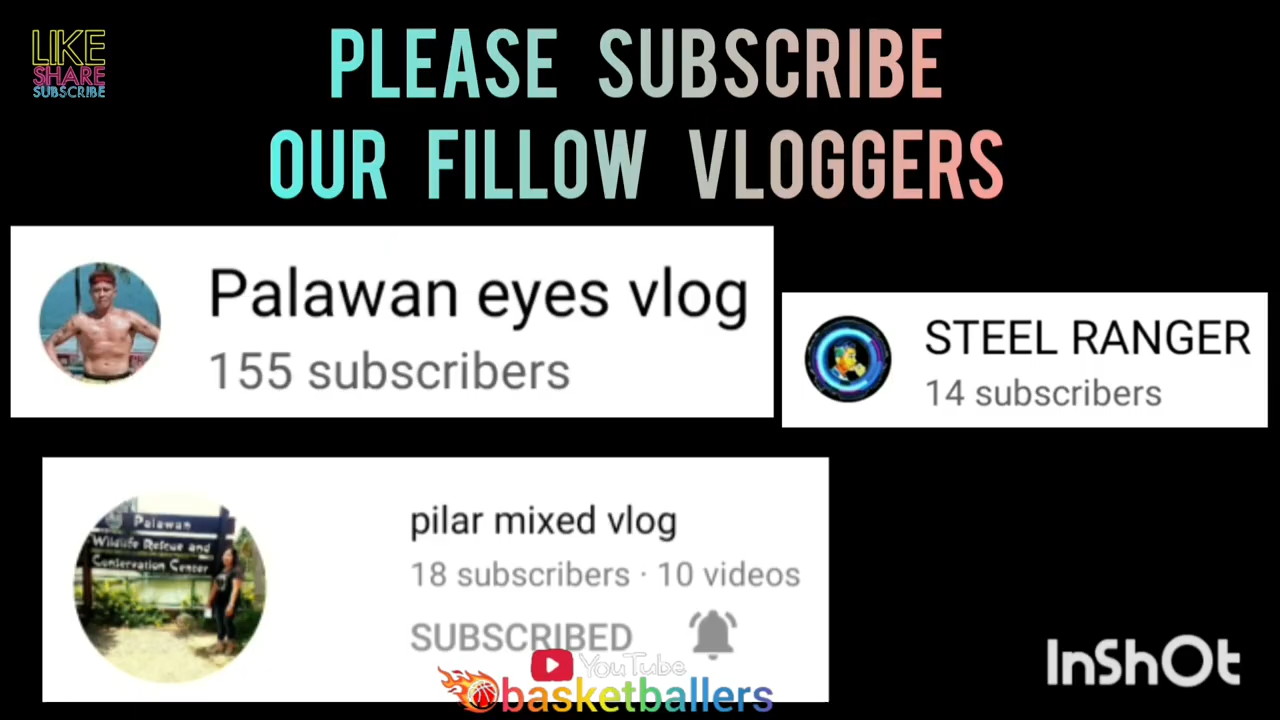 LIKE
SHARE
SUBSCRIBE
PLEASE SUBSCRIBE
OUR FILLOW VLOGGERS
Palawan eyes vlog
155 subscribers
STEEL RANGER
14 subscribers
Palawan
Wildlife Rescue and
Conservation Center
pilar mixed vlog
18 subscribers · 10 videos
SUBSCRIBED
YouTube
basketballers
InShOt